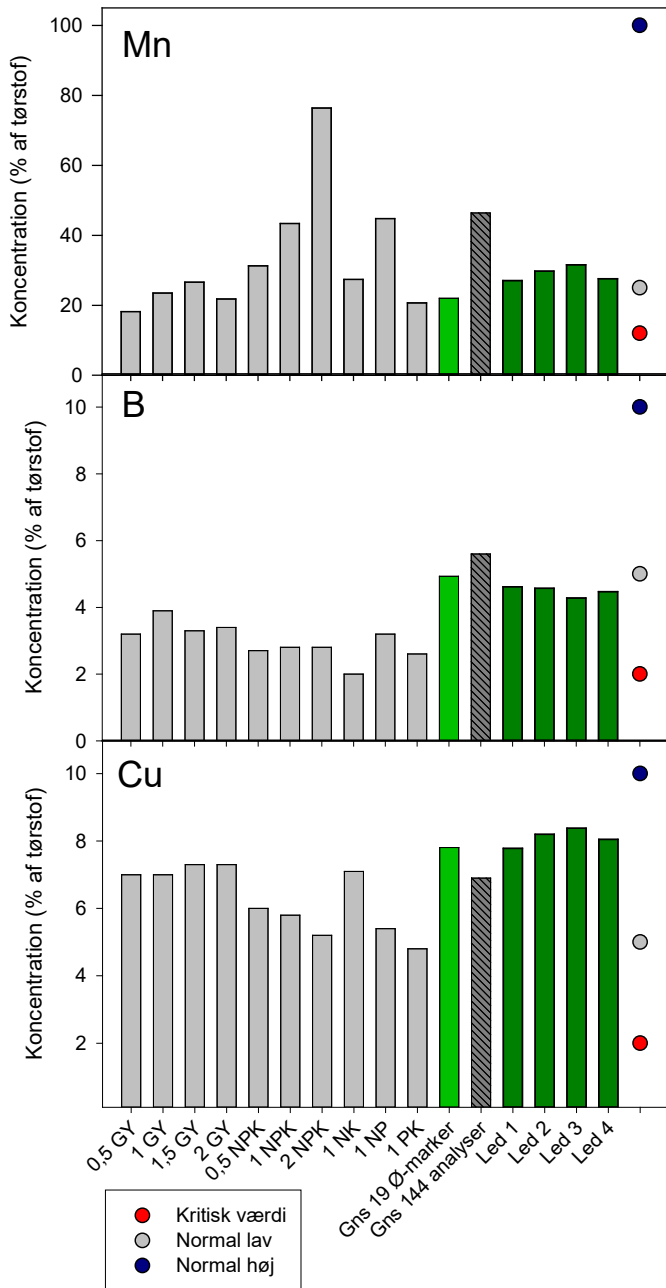 Mn
Koncentration (% af tørstof)
100
80
60
40
20
0
B
Koncentration (% af tørstof)
10
8
6
4
2
0
Cu
Koncentration (% af tørstof)
10
8
6
4
2
0,5 GY
1 GY
1,5 GY
2 GY
0,5 NPK
1 NPK
2 NPK
1 NK
1 NP
1 PK
Gns 19 Ø-marker
Gns 144 analyser
Led 1
Led 2
Led 3
Led 4
Kritisk værdi
Normal lav
Normal høj